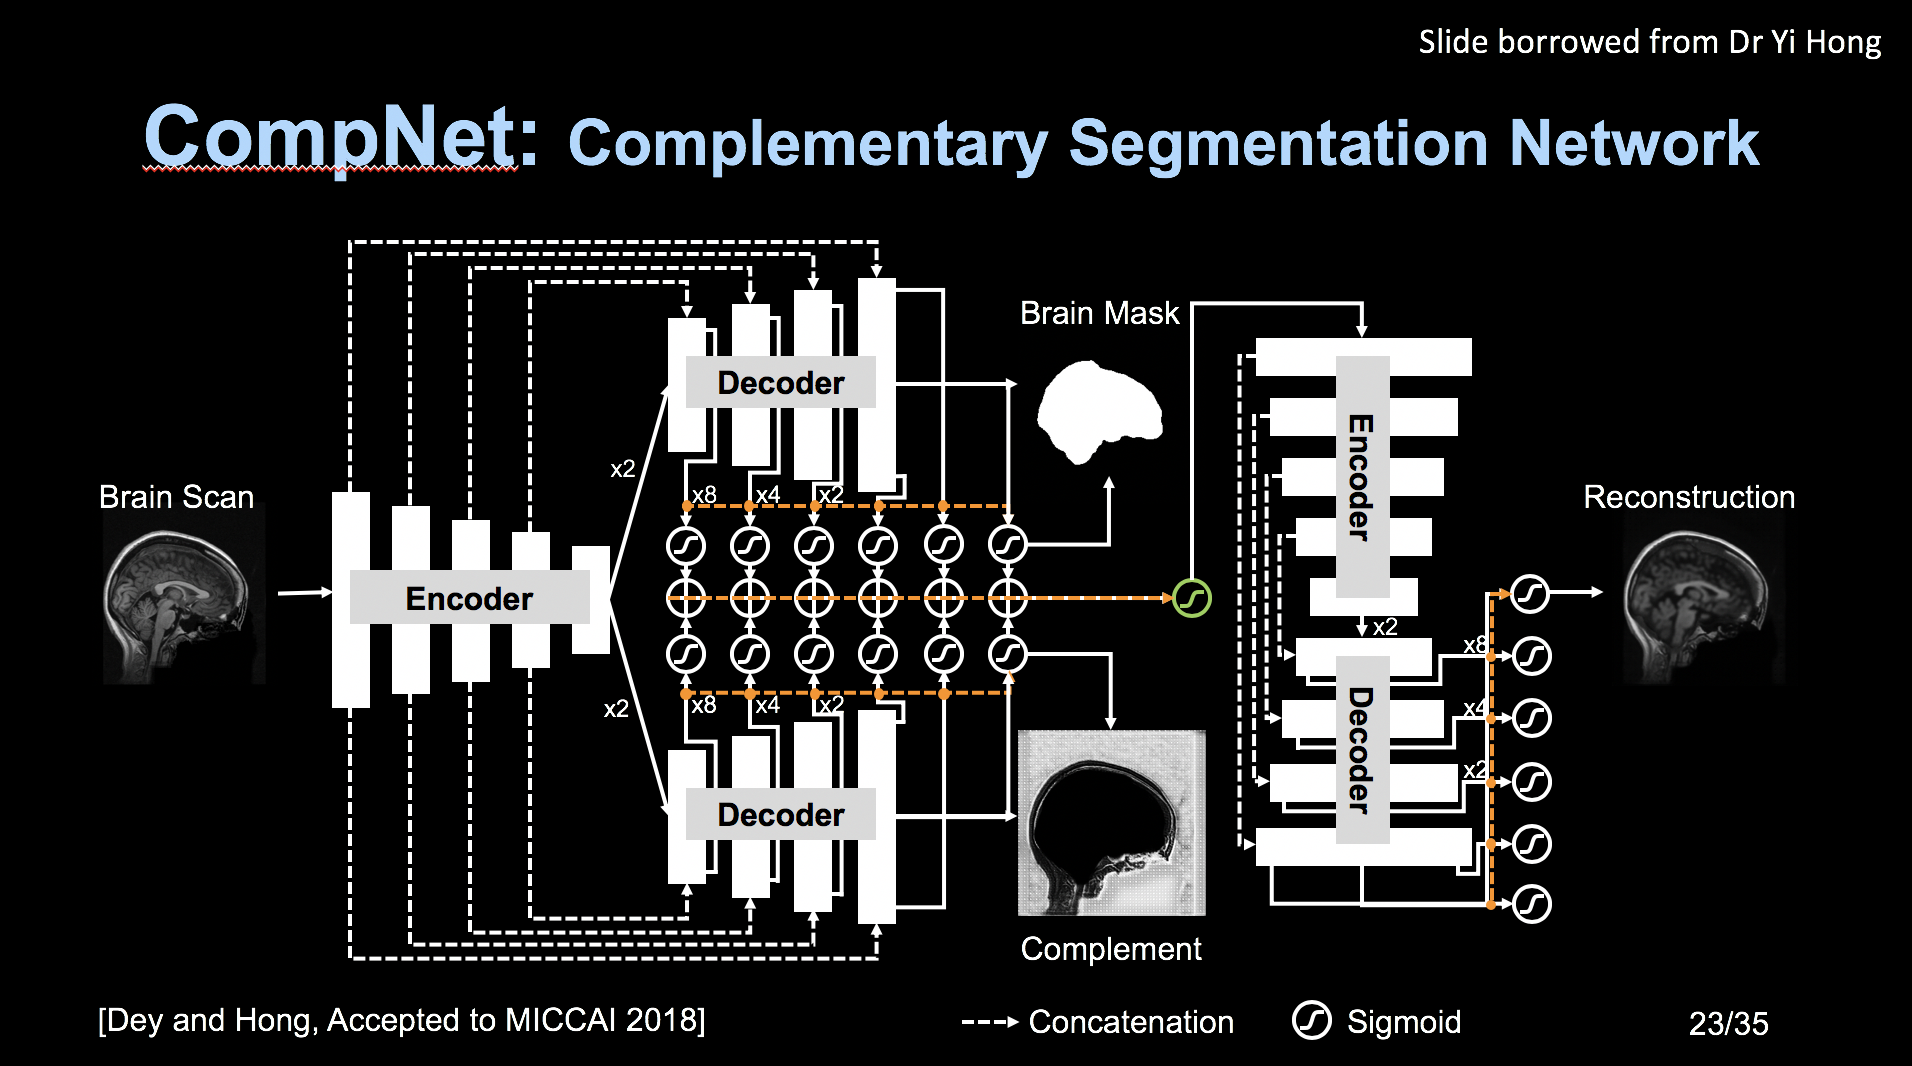 Slide borrowed from Dr Yi Hong
CompNet: Complementary Segmentation Network
Brain Scan
Encoder
x2
x2
Decoder
x8
x4
x2
x8
x4
x2
Decoder
Brain Mask
Complement
Encoder
x2
Decoder
x8
x4
x2
Reconstruction
[Dey and Hong, Accepted to MICCAI 2018]
Concatenation
Sigmoid
23/35